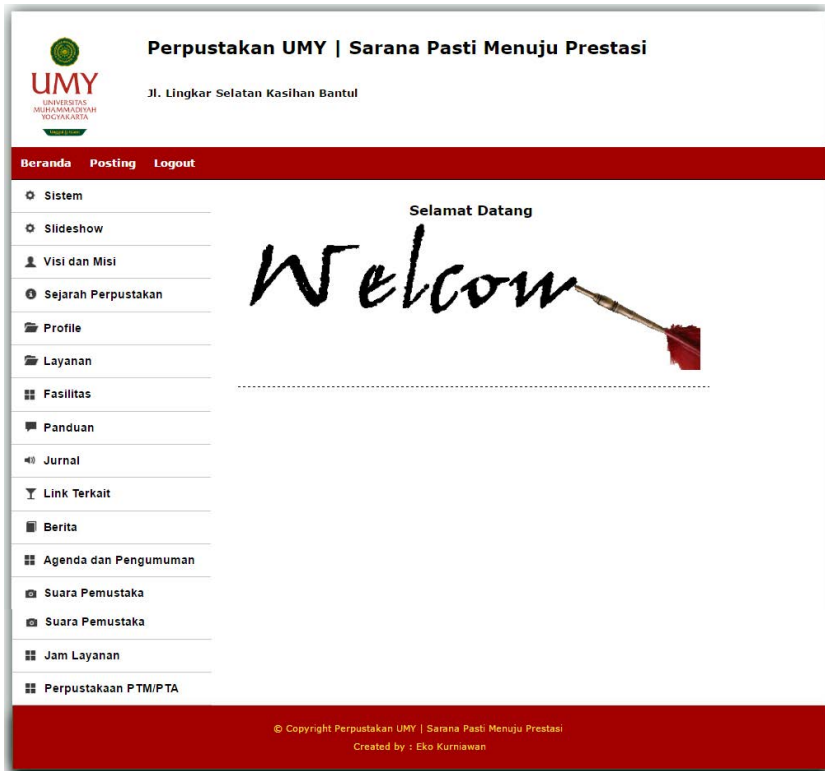 Perpustakan UMY | Sarana Pasti Menuju Prestasi
Jl. Lingkar Selatan Kasihan Bantul
UMY
UNIVERSITAS
MUHAMMADIYAH
YOGYAKARTA
Beranda Posting Logout
Sistem
Slideshow
Visi dan Misi
Sejarah Perpustakan
Profile
Layanan
Fasilitas
Panduan
Jurnal
Link Terkait
Berita
Agenda dan Pengumuman
Suara Pemustaka
Suara Pemustaka
Jam Layanan
Perpustakaan PTM/PTA
Selamat Datang
Welcom
© Copyright Perpustakan UMY | Sarana Pasti Menuju Prestasi
Created by : Eko Kurniawan